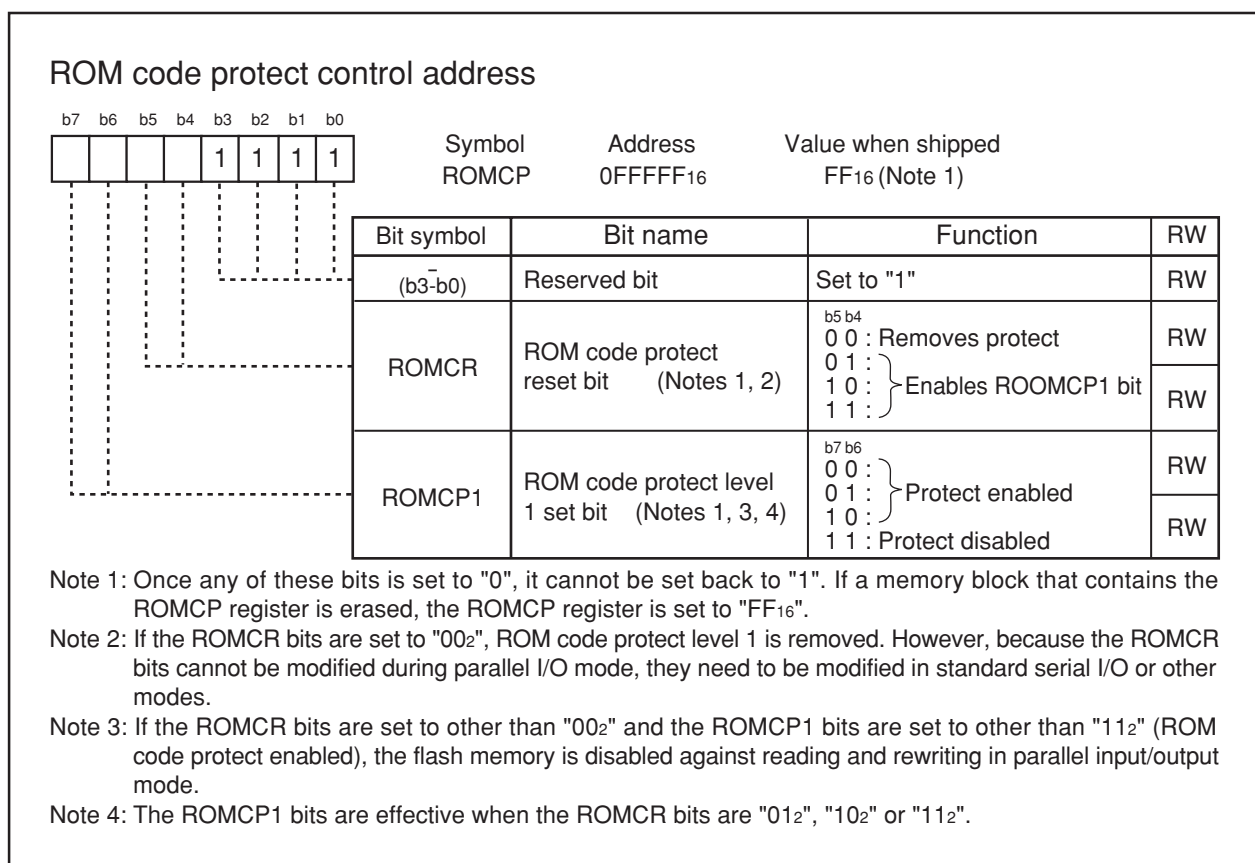 ROM code protect control address
b7 b6 b5 b4 b3 b2 b1 b0
1 1 1 1
Symbol Address Value when shipped
ROMCP 0FFFFF16 FF16 (Note 1)
Bit symbol Bit name Function RW
–
(b3-b0) Reserved bit Set to "1" RW
ROMCR ROM code protect
reset bit (Notes 1, 2)
b5 b4
0 0 : Removes protect
0 1 :
1 0 : Enables ROOMCP1 bit
1 1 :
RW
RW
ROMCP1 ROM code protect level
1 set bit (Notes 1, 3, 4)
b7 b6
0 0 :
0 1 : Protect enabled
1 0 :
1 1 : Protect disabled
RW
RW
Note 1: Once any of these bits is set to "0", it cannot be set back to "1". If a memory block that contains the
ROMCP register is erased, the ROMCP register is set to "FF16".
Note 2: If the ROMCR bits are set to "002", ROM code protect level 1 is removed. However, because the ROMCR
bits cannot be modified during parallel I/O mode, they need to be modified in standard serial I/O or other
modes.
Note 3: If the ROMCR bits are set to other than "002" and the ROMCP1 bits are set to other than "112" (ROM
code protect enabled), the flash memory is disabled against reading and rewriting in parallel input/output
mode.
Note 4: The ROMCP1 bits are effective when the ROMCR bits are "012", "102" or "112".